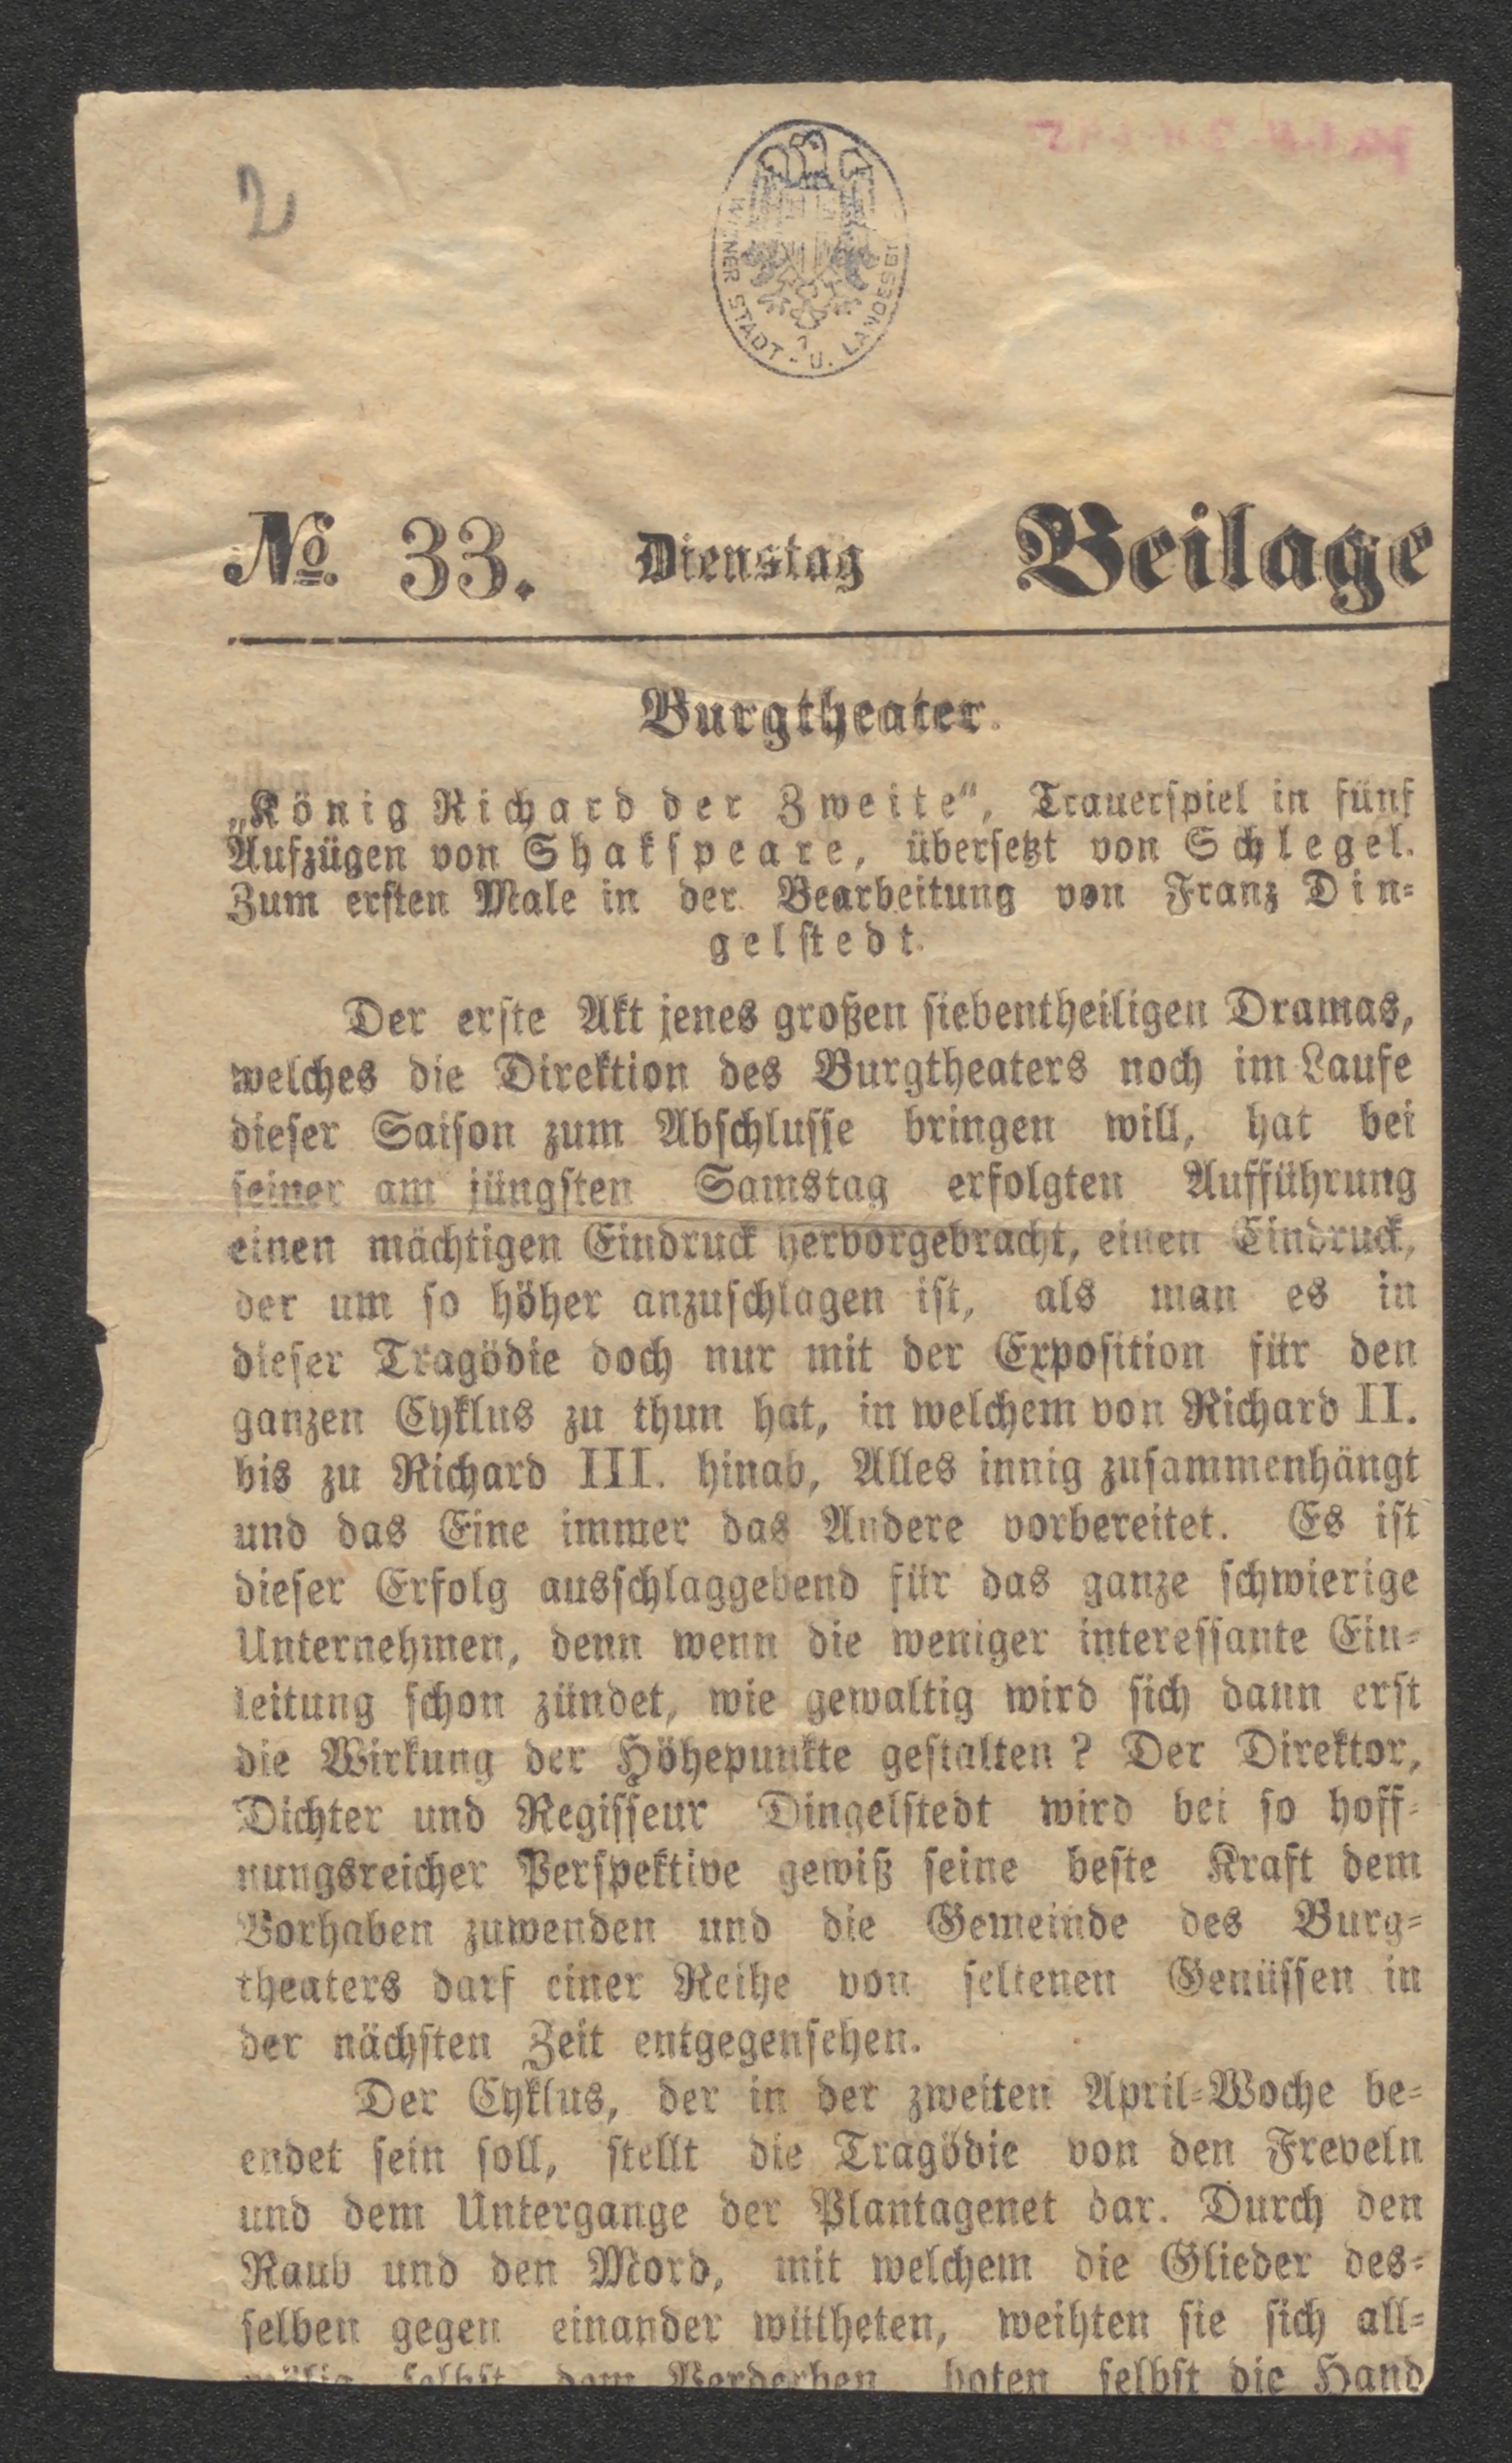 2
WIENER STADT - U. LANDESBI
№ 33. Dienstag Beilage
Burgtheater.
„König Richard der Zweite“, Trauerspiel in fünf
Aufzügen von Shakspeare, übersetzt von Schlegel.
Zum ersten Male in der Bearbeitung von Franz Din-
gelstedt.
Der erste Akt jenes großen siebentheiligen Dramas,
welches die Direktion des Burgtheaters noch im Laufe
dieser Saison zum Abschlusse bringen will, hat bei
seiner am jüngsten Samstag erfolgten Aufführung
einen mächtigen Eindruck hervorgebracht, einen Eindruck,
der um so höher anzuschlagen ist, als man es in
dieser Tragödie doch nur mit der Exposition für den
ganzen Cyklus zu thun hat, in welchem von Richard II.
bis zu Richard III. hinab, Alles innig zusammenhängt
und das Eine immer das Andere vorbereitet. Es ist
dieser Erfolg ausschlaggebend für das ganze schwierige
Unternehmen, denn wenn die weniger interessante Ein-
leitung schon zündet, wie gewaltig wird sich dann erst
die Wirkung der Höhepunkte gestalten? Der Direktor,
Dichter und Regisseur Dingelstedt wird bei so hoff-
nungsreicher Perspektive gewiß seine beste Kraft dem
Vorhaben zuwenden und die Gemeinde des Burg-
theaters darf einer Reihe von seltenen Genüssen in
der nächsten Zeit entgegensehen.
Der Cyklus, der in der zweiten April-Woche be-
endet sein soll, stellt die Tragödie von den Freveln
und dem Untergange der Plantagenet dar. Durch den
Raub und den Mord, mit welchem die Glieder des-
selben gegen einander wütheten, weihten sie sich all-
mälig selbst dem Verderben, boten selbst die Hand